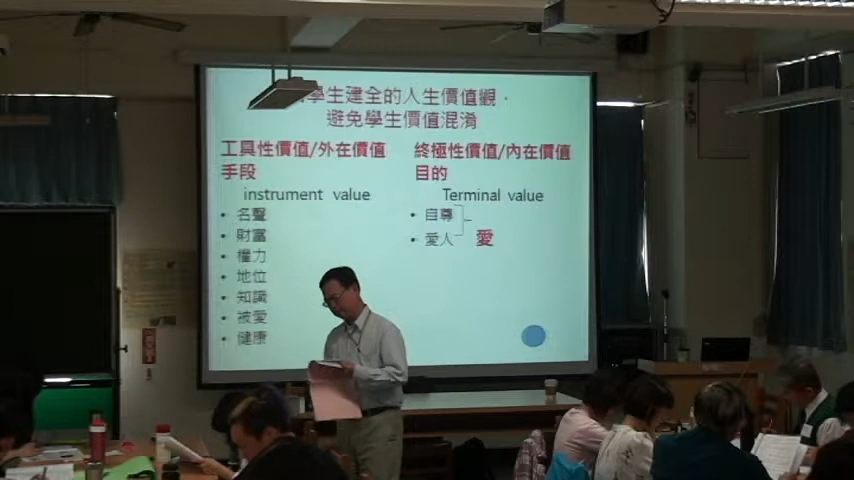 學生建全的人生價值觀，
避免學生價值混淆
工具性價值/外在價值
手段
instrument value
• 名聲
• 財富
• 權力
• 地位
• 知識
• 被愛
• 健康
終極性價值/內在價值
目的
Terminal value
• 自尊
• 愛人 愛